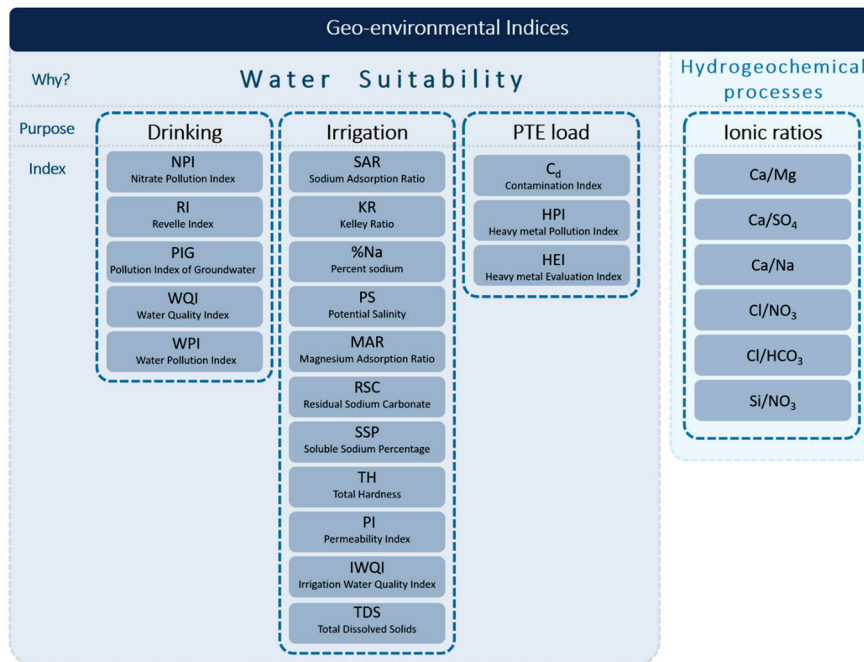 Geo-environmental Indices
Why?
Water Suitability
Hydrogeochemical
processes
Purpose
Drinking
Irrigation
PTE load
Ionic ratios
Index
NPI
Nitrate Pollution Index
RI
Revelle Index
PIG
Pollution Index of Groundwater
WQI
Water Quality Index
WPI
Water Pollution Index
SAR
Sodium Adsorption Ratio
KR
Kelley Ratio
%Na
Percent sodium
PS
Potential Salinity
MAR
Magnesium Adsorption Ratio
RSC
Residual Sodium Carbonate
SSP
Soluble Sodium Percentage
TH
Total Hardness
PI
Permeability Index
IWQI
Irrigation Water Quality Index
TDS
Total Dissolved Solids
Cd
Contamination Index
HPI
Heavy metal Pollution Index
HEI
Heavy metal Evaluation Index
Ca/Mg
Ca/SO4
Ca/Na
Cl/NO3
Cl/HCO3
Si/NO3